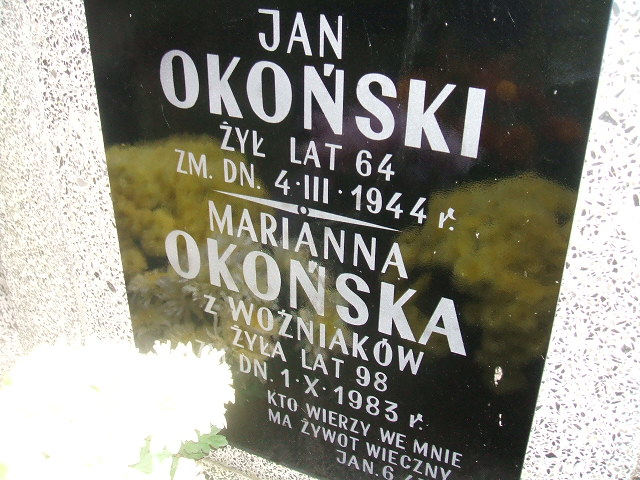 JAN
OKOŃSKI
ŻYŁ LAT 64
ZM. DN. 4·III·1944 r.
MARIANNA
OKOŃSKA
Z WOŹNIAKÓW
ŻYŁA LAT 98
DN. 1·X·1983 r.
KTO WIERZY WE MNIE
MA ŻYWOT WIECZNY
JAN. 6